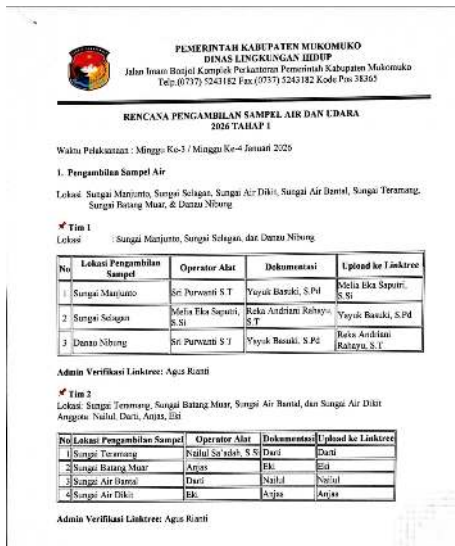 PEMERINTAH KABUPATEN MUKOMUKO
DINAS LINGKUNGAN HIDUP
Jalan Imam Bonjol Komplek Perkantoran Pemerintah Kabupaten Mukomuko
Telp.(0737) 5243182 Fax (0737) 5243182 Kode Pos 38365
RENCANA PENGAMBILAN SAMPEL AIR DAN UDARA
2026 TAHAP 1
Waktu Pelaksanaan : Minggu Ke-3 / Minggu Ke-4 Januari 2026
1. Pengambilan Sampel Air
Lokasi: Sungai Manjunto, Sungai Selagan, Sungai Air Dikit, Sungai Air Bantal, Sungai Teramang,
Sungai Batang Muar, & Danau Nibung
Tim 1
Lokasi : Sungai Manjunto, Sungai Selagan, dan Danau Nibung
No Lokasi Pengambilan Sampel Operator Alat Dokumentasi Upload ke Linktree
1 Sungai Manjunto Sri Purwanti S.T Yayuk Basuki, S.Pd Melia Eka Saputri, S.Si
2 Sungai Selagan Melia Eka Saputri, S.Si Reka Andriani Rahayu, S.T Yayuk Basuki, S.Pd
3 Danau Nibung Sri Purwanti S.T Yayuk Basuki, S.Pd Reka Andriani Rahayu, S.T
Admin Verifikasi Linktree: Agus Rianti
Tim 2
Lokasi: Sungai Teramang, Sungai Batang Muar, Sungai Air Bantal, dan Sungai Air Dikit
Anggota: Nailul, Darti, Anjas, Eki
No Lokasi Pengambilan Sampel Operator Alat Dokumentasi Upload ke Linktree
1 Sungai Teramang Nailul Sa'adah, S.Si Darti Darti
2 Sungai Batang Muar Anjas Eki Eki
3 Sungai Air Bantal Darti Nailul Nailul
4 Sungai Air Dikit Eki Anjas Anjas
Admin Verifikasi Linktree: Agus Rianti